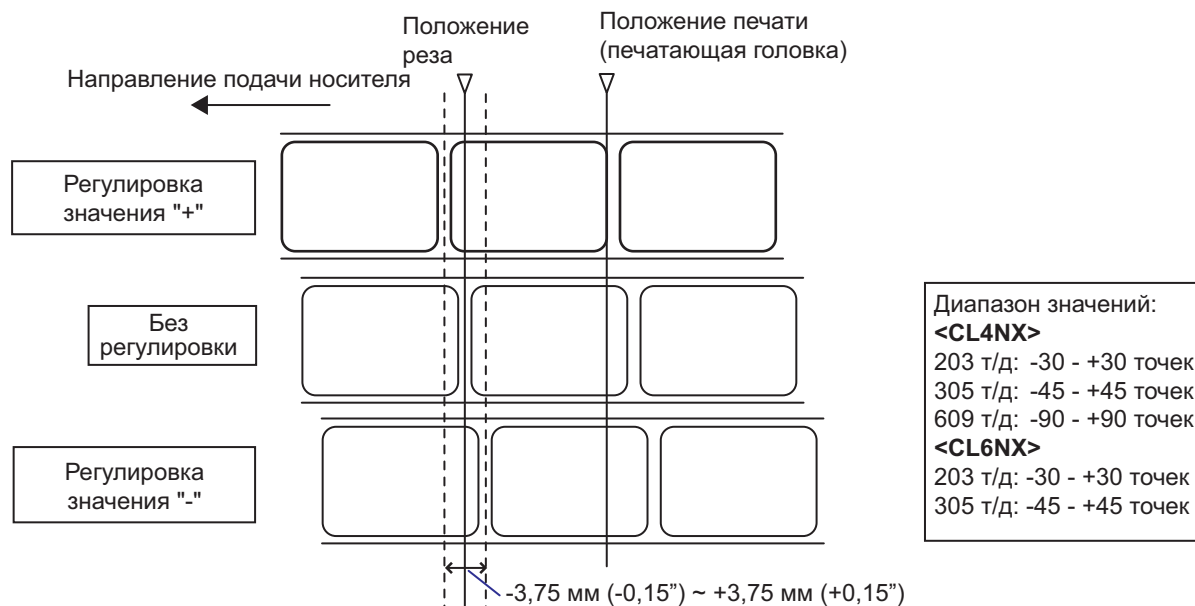 Положение
реза
Положение печати
(печатающая головка)
Направление подачи носителя
Регулировка
значения "+"
Без
регулировки
Регулировка
значения "-"
Диапазон значений:
<CL4NX>
203 т/д: -30 - +30 точек
305 т/д: -45 - +45 точек
609 т/д: -90 - +90 точек
<CL6NX>
203 т/д: -30 - +30 точек
305 т/д: -45 - +45 точек
-3,75 мм (-0,15”) ~ +3,75 мм (+0,15”)